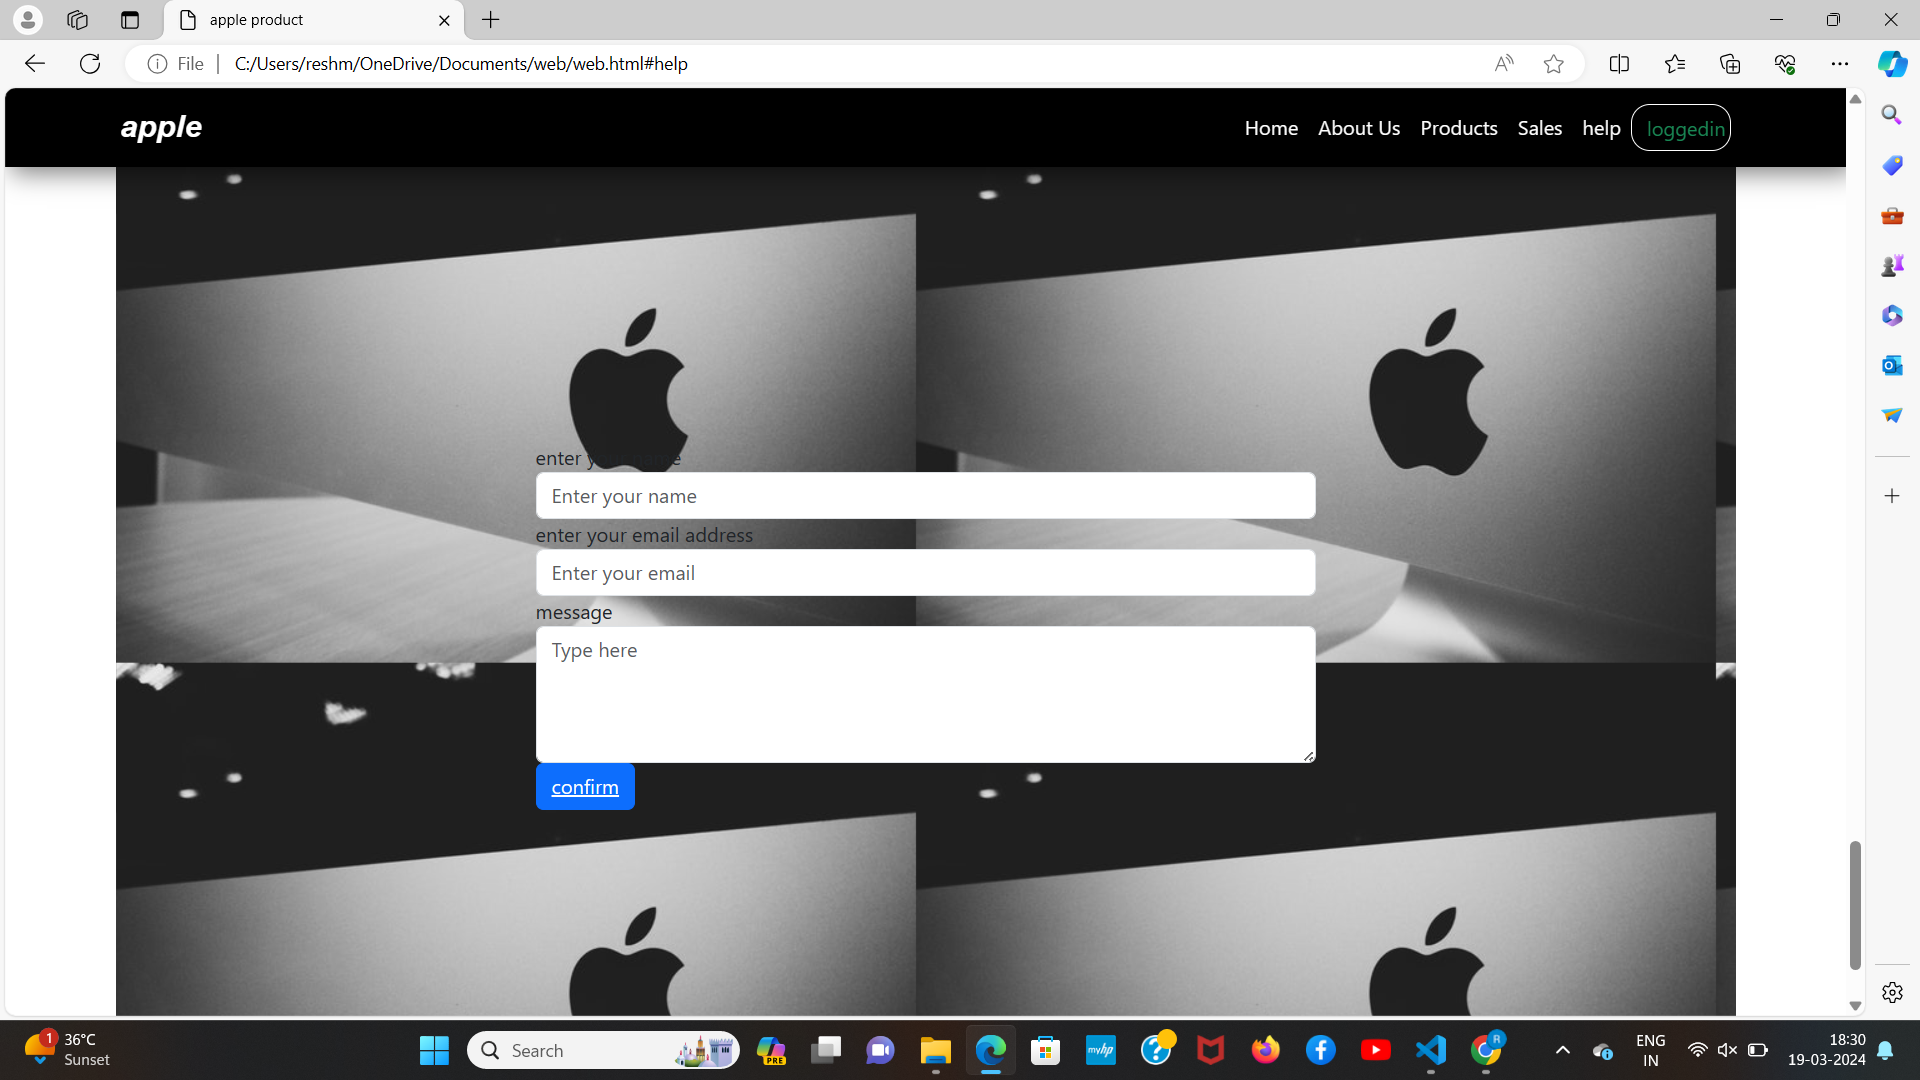 apple product
File
C:/Users/reshm/OneDrive/Documents/web/web.html#help
apple
Home
About Us
Products
Sales
help
loggedin
enter
Enter your name
enter your email address
Enter your email
message
Type here
confirm
1
36°C
Sunset
Search
PRE
myhp
R
ENG
IN
18:30
19-03-2024